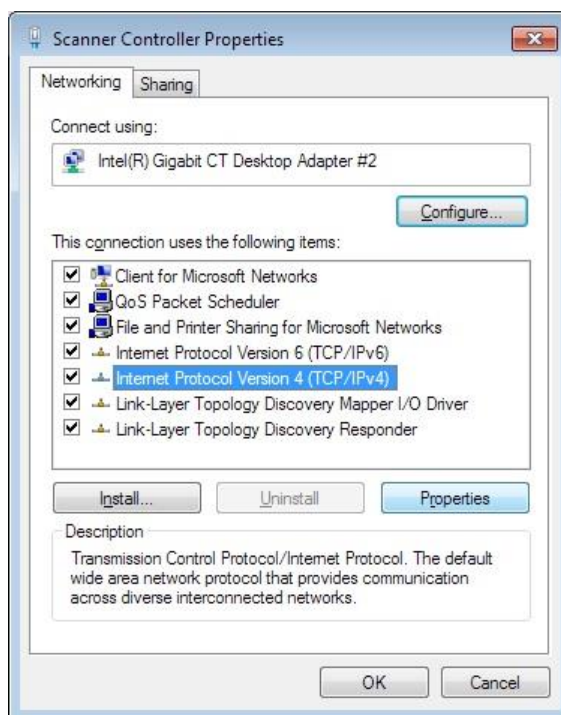 Scanner Controller Properties
Networking
Sharing
Connect using:
Intel(R) Gigabit CT Desktop Adapter #2
Configure...
This connection uses the following items:
Client for Microsoft Networks
QoS Packet Scheduler
File and Printer Sharing for Microsoft Networks
Internet Protocol Version 6 (TCP/IPv6)
Internet Protocol Version 4 (TCP/IPv4)
Link-Layer Topology Discovery Mapper I/O Driver
Link-Layer Topology Discovery Responder
Install...
Uninstall
Properties
Description
Transmission Control Protocol/Internet Protocol. The default
wide area network protocol that provides communication
across diverse interconnected networks.
OK
Cancel